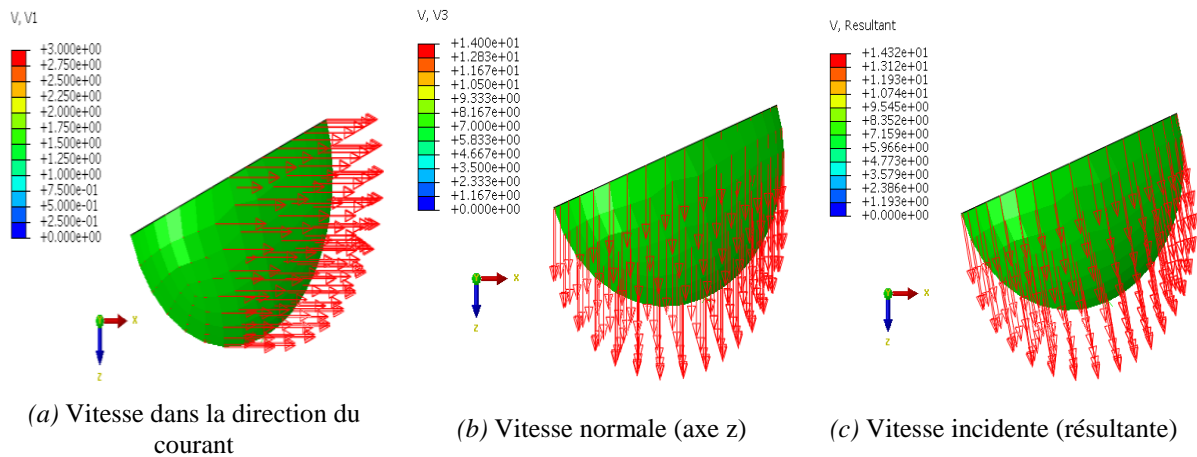 V, V1
+3.000e+00
+2.750e+00
+2.500e+00
+2.250e+00
+2.000e+00
+1.750e+00
+1.500e+00
+1.250e+00
+1.000e+00
+7.500e-01
+5.000e-01
+2.500e-01
+0.000e+00
x
z
(a) Vitesse dans la direction du
courant
V, V3
+1.400e+01
+1.283e+01
+1.167e+01
+1.050e+01
+9.333e+00
+8.167e+00
+7.000e+00
+5.833e+00
+4.667e+00
+3.500e+00
+2.333e+00
+1.167e+00
+0.000e+00
x
z
(b) Vitesse normale (axe z)
V, Resultant
+1.432e+01
+1.312e+01
+1.193e+01
+1.074e+01
+9.545e+00
+8.352e+00
+7.159e+00
+5.966e+00
+4.773e+00
+3.579e+00
+2.386e+00
+1.193e+00
+0.000e+00
x
z
(c) Vitesse incidente (résultante)